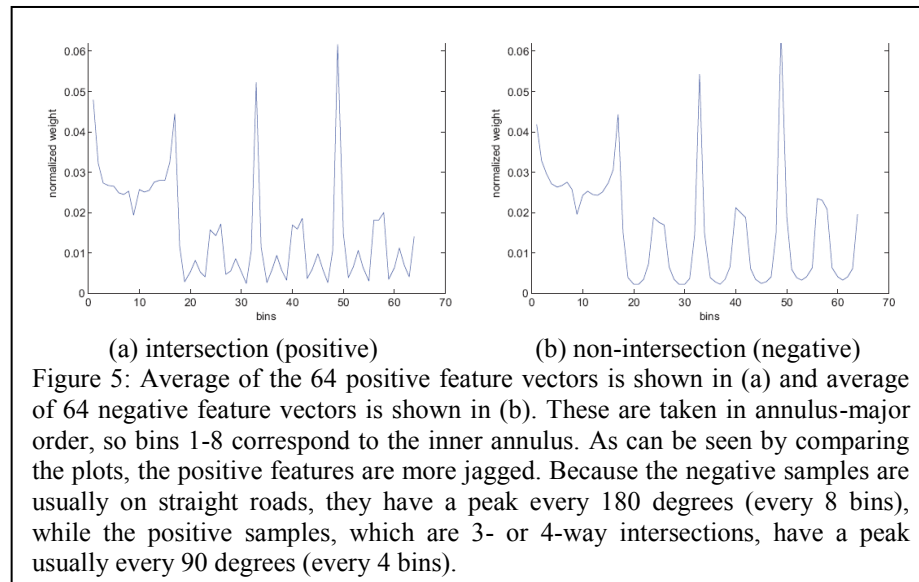 0.06
0.05
0.04
0.03
0.02
0.01
0
normalized weight
0 10 20 30 40 50 60 70
bins
0.06
0.05
0.04
0.03
0.02
0.01
0
normalized weight
0 10 20 30 40 50 60 70
bins
(a) intersection (positive)
(b) non-intersection (negative)
Figure 5: Average of the 64 positive feature vectors is shown in (a) and average
of 64 negative feature vectors is shown in (b). These are taken in annulus-major
order, so bins 1-8 correspond to the inner annulus. As can be seen by comparing
the plots, the positive features are more jagged. Because the negative samples are
usually on straight roads, they have a peak every 180 degrees (every 8 bins),
while the positive samples, which are 3- or 4-way intersections, have a peak
usually every 90 degrees (every 4 bins).